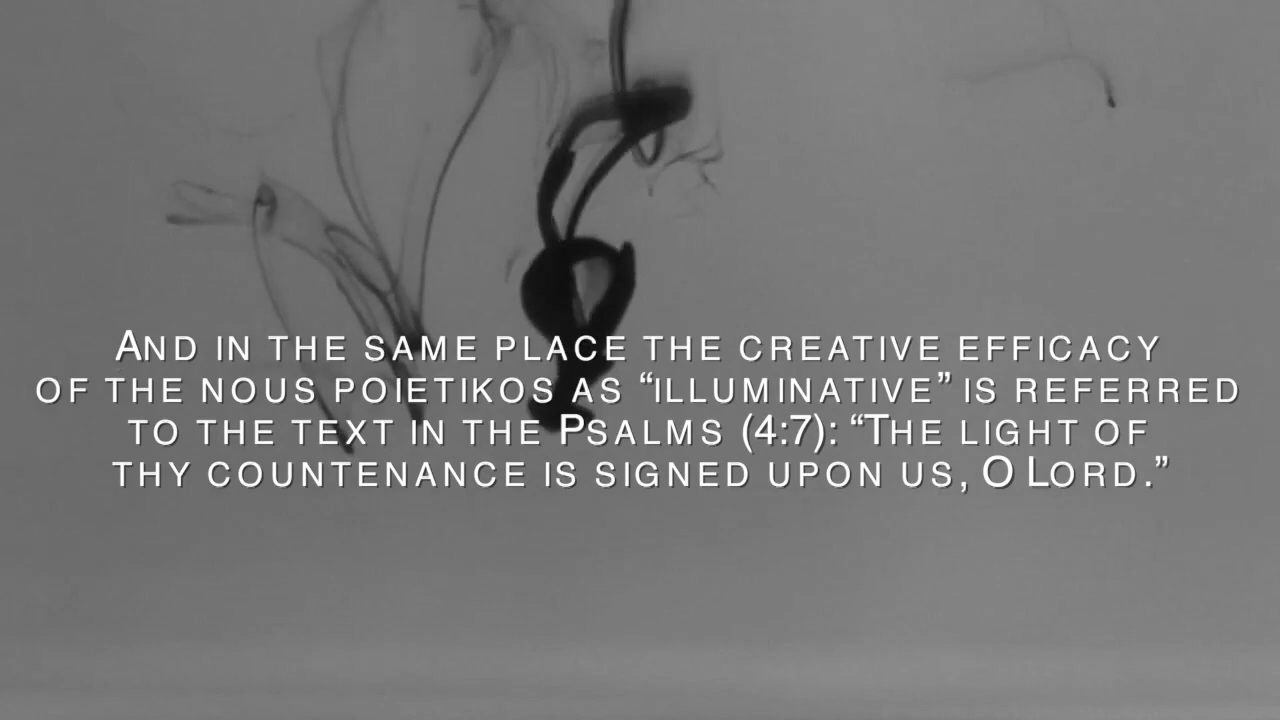 And in the same place the creative efficacy
of the nous poietikos as “illuminative” is referred
to the text in the Psalms (4:7): “The light of
thy countenance is signed upon us, O Lord.”